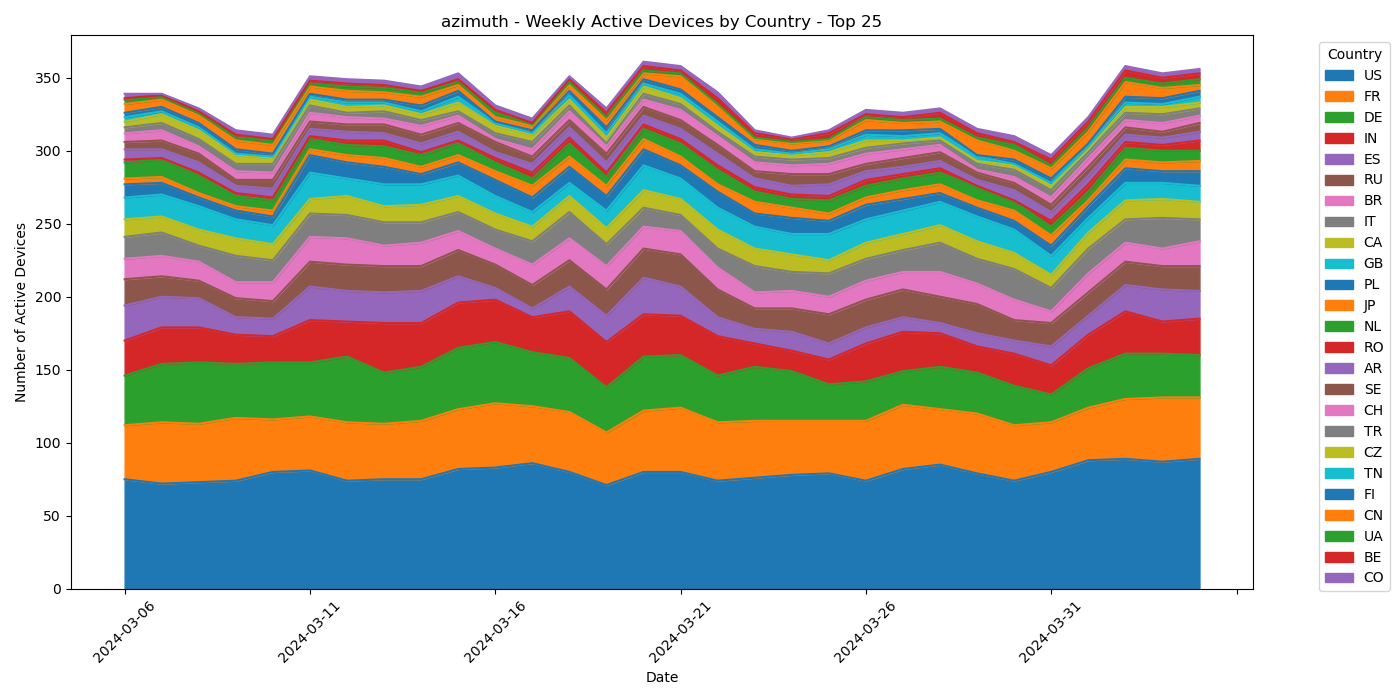 azimuth - Weekly Active Devices by Country - Top 25
Number of Active Devices
350
300
250
200
150
100
50
0
2024-03-06
2024-03-11
2024-03-16
2024-03-21
2024-03-26
2024-03-31
Date
Country
US
FR
DE
IN
ES
RU
BR
IT
CA
GB
PL
JP
NL
RO
AR
SE
CH
TR
CZ
TN
FI
CN
UA
BE
CO